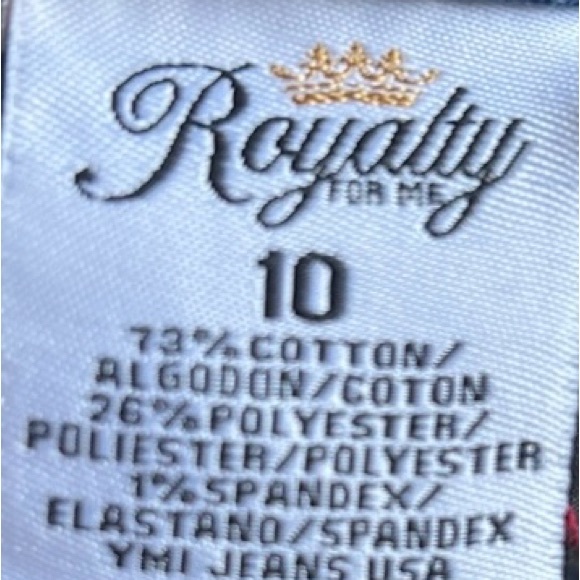 Royalty
FOR ME
10
73% COTTON/
ALGODON/COTON
26% POLYESTER/
POLIESTER/POLYESTER
1% SPANDEX/
ELASTANO/SPANDEX
YMI JEANS USA